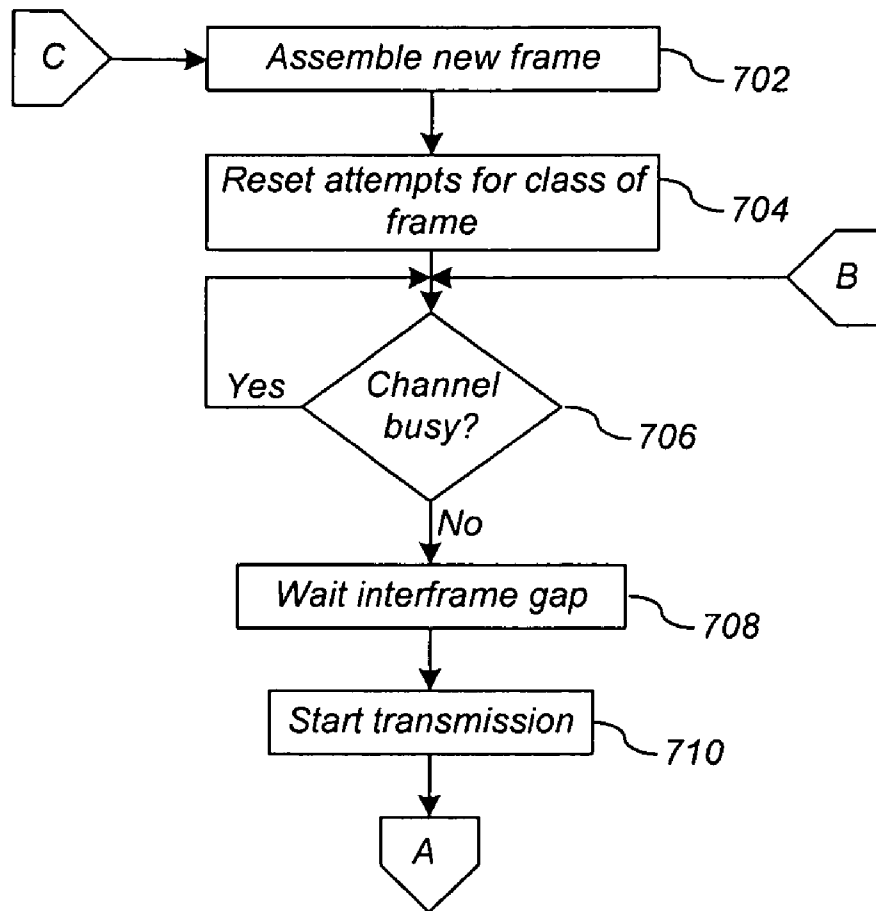 C
Assemble new frame
702
Reset attempts for class of
frame
704
B
Yes
Channel
busy?
706
No
Wait interframe gap
708
Start transmission
710
A